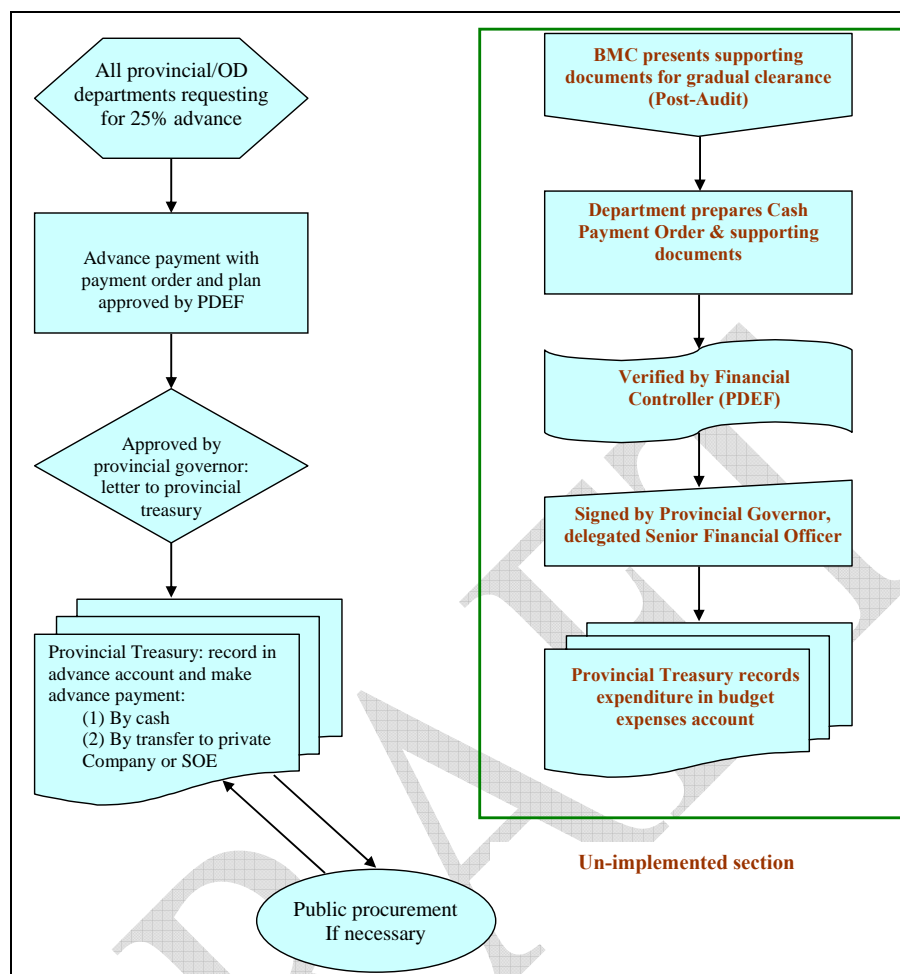 All provincial/OD
departments requesting
for 25% advance
Advance payment with
payment order and plan
approved by PDEF
Approved by
provincial governor:
letter to provincial
treasury
Provincial Treasury: record in
advance account and make
advance payment:
(1) By cash
(2) By transfer to private
Company or SOE
Public procurement
If necessary
BMC presents supporting
documents for gradual clearance
(Post-Audit)
Department prepares Cash
Payment Order & supporting
documents
Verified by Financial
Controller (PDEF)
Signed by Provincial Governor,
delegated Senior Financial Officer
Provincial Treasury records
expenditure in budget
expenses account
Un-implemented section
DRAFT